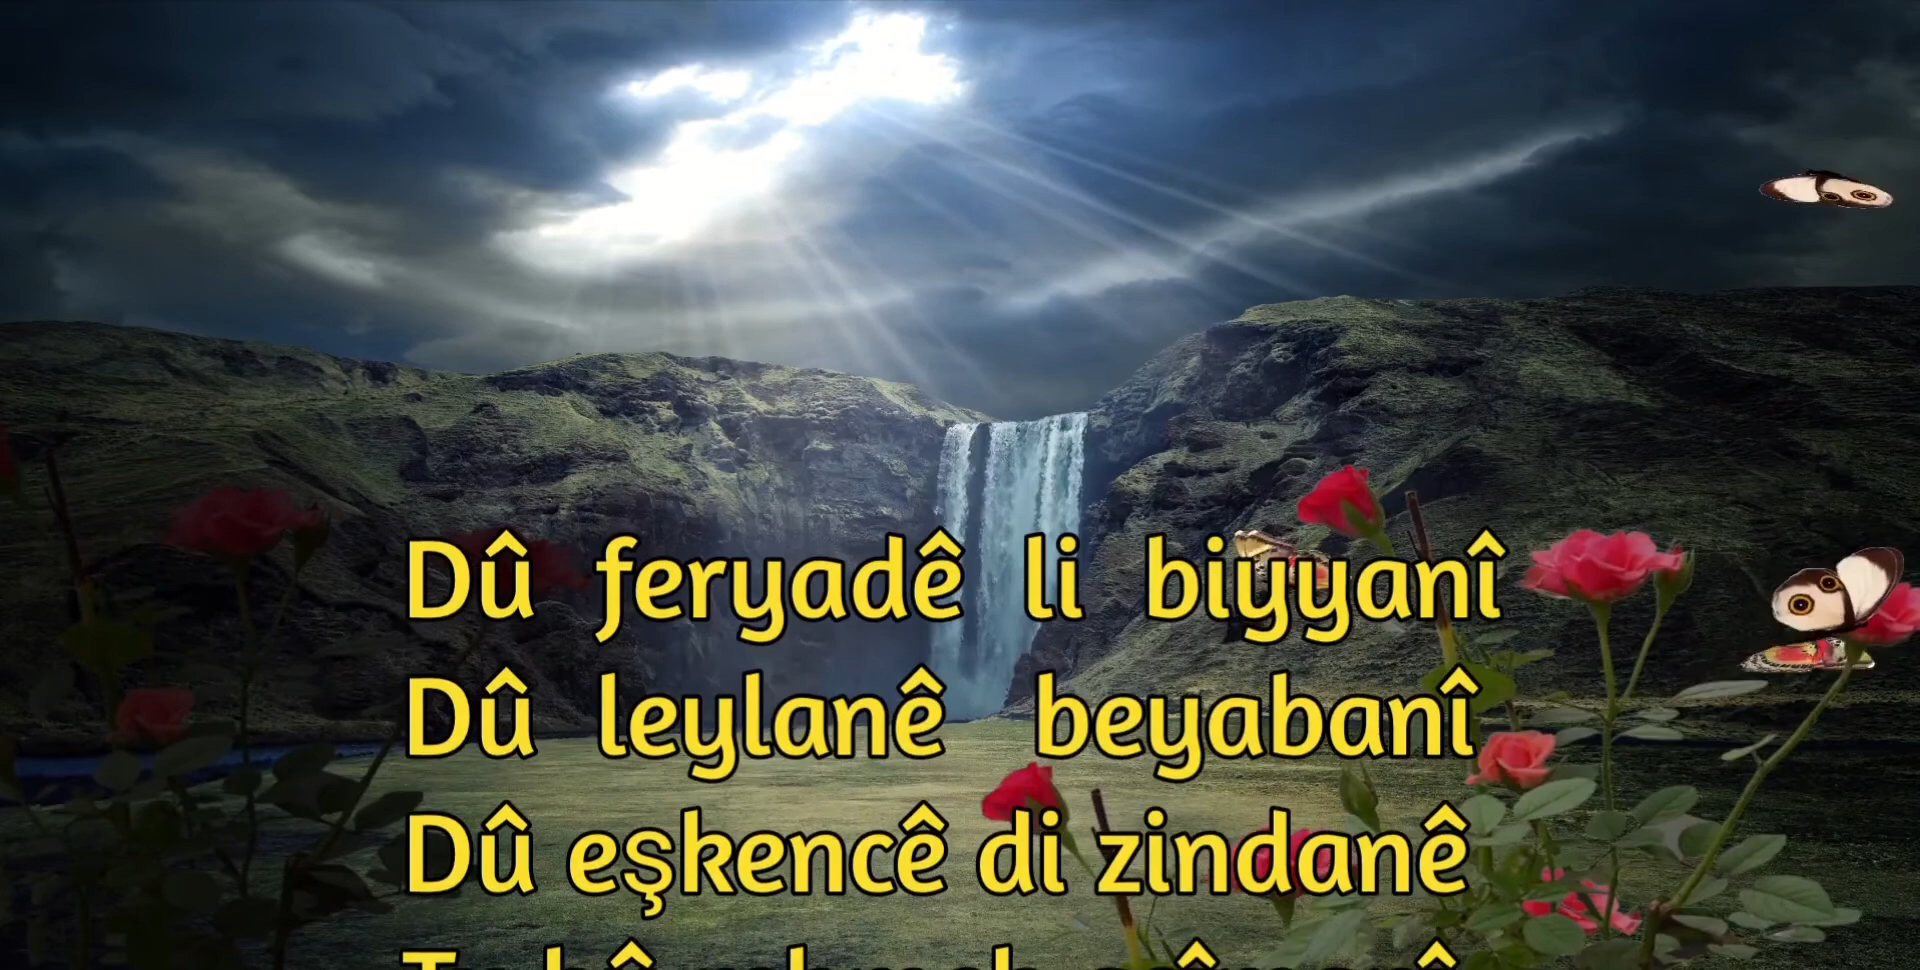 Dû feryadê li biyyanî
Dû leylanê beyabanî
Dû eşkencê di zindanê